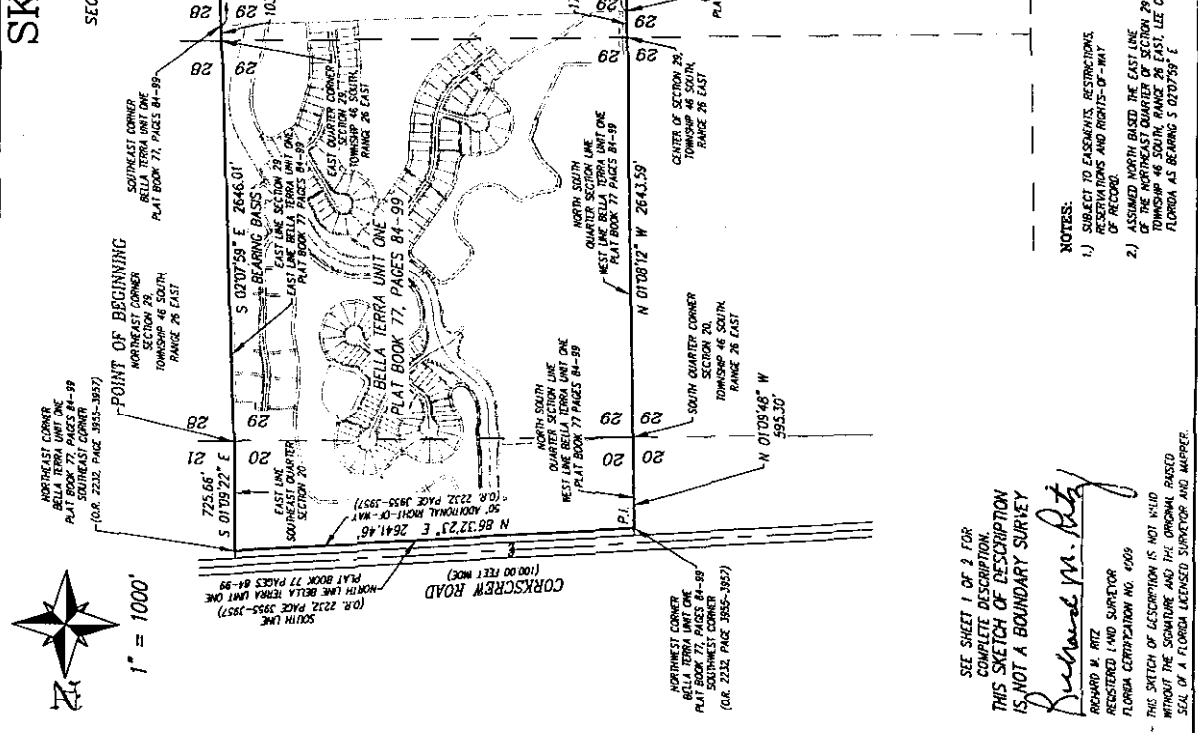 SK
SEC
1" = 1000'
NORTHEAST CORNER
BELLA TERRA UNIT ONE
PLAT BOOK 77, PAGES 84-99
SOUTHEAST CORNER
(O.R. 2232, PAGE 3955-3957)
POINT OF BEGINNING
NORTHEAST CORNER
SECTION 29,
TOWNSHIP 46 SOUTH,
RANGE 26 EAST
SOUTHEAST CORNER
BELLA TERRA UNIT ONE
PLAT BOOK 77, PAGES 84-99
21
28
20
29
28
28
29
29
725.66'
S 01°09'22" E
EAST LINE
SOUTHEAST QUARTER
SECTION 20
S 02°07'59" E 2646.01'
BEARING BASIS
EAST LINE SECTION 29,
EAST LINE BELLA TERRA UNIT ONE
PLAT BOOK 77 PAGES 84-99
EAST QUARTER CORNER
SECTION 29,
TOWNSHIP 46 SOUTH,
RANGE 26 EAST
SOUTH LINE
(O.R. 2232, PAGE 3955-3957)
NORTH LINE BELLA TERRA UNIT ONE
PLAT BOOK 77 PAGES 84-99
CORKSCREW ROAD
(100.00 FEET WIDE)
N 86°32'23" E 2641.46'
50' ADDITIONAL RIGHT-OF-WAY
(O.R. 2232, PAGE 3955-3957)
BELLA TERRA UNIT ONE
PLAT BOOK 77, PAGES 84-99
NORTH SOUTH
QUARTER SECTION LINE
WEST LINE BELLA TERRA UNIT ONE
PLAT BOOK 77 PAGES 84-99
NORTH SOUTH
QUARTER SECTION LINE
WEST LINE BELLA TERRA UNIT ONE
PLAT BOOK 77 PAGES 84-99
P.I.
20
29
20
29
29
29
29
29
N 01°08'12" W 2643.59'
SOUTH QUARTER CORNER
SECTION 20,
TOWNSHIP 46 SOUTH,
RANGE 26 EAST
CENTER OF SECTION 29,
TOWNSHIP 46 SOUTH,
RANGE 26 EAST
N 01°09'48" W
595.30'
NORTHWEST CORNER
BELLA TERRA UNIT ONE
PLAT BOOK 77, PAGES 84-99
SOUTHWEST CORNER
(O.R. 2232, PAGE 3955-3957)
SEE SHEET 1 OF 2 FOR
COMPLETE DESCRIPTION.
THIS SKETCH OF DESCRIPTION
IS NOT A BOUNDARY SURVEY
Richard M. Ritz
RICHARD M. RITZ
REGISTERED LAND SURVEYOR
FLORIDA CERTIFICATION NO. 4009
- THIS SKETCH OF DESCRIPTION IS NOT VALID
WITHOUT THE SIGNATURE AND THE ORIGINAL RAISED
SEAL OF A FLORIDA LICENSED SURVEYOR AND MAPPER.
NOTES:
1.) SUBJECT TO EASEMENTS, RESTRICTIONS,
RESERVATIONS AND RIGHTS-OF-WAY
OF RECORD.
2.) ASSUMED NORTH BASED THE EAST LINE
OF THE NORTHEAST QUARTER OF SECTION 29
TOWNSHIP 46 SOUTH, RANGE 26 EAST, LEE
FLORIDA AS BEARING S 02°07'59" E